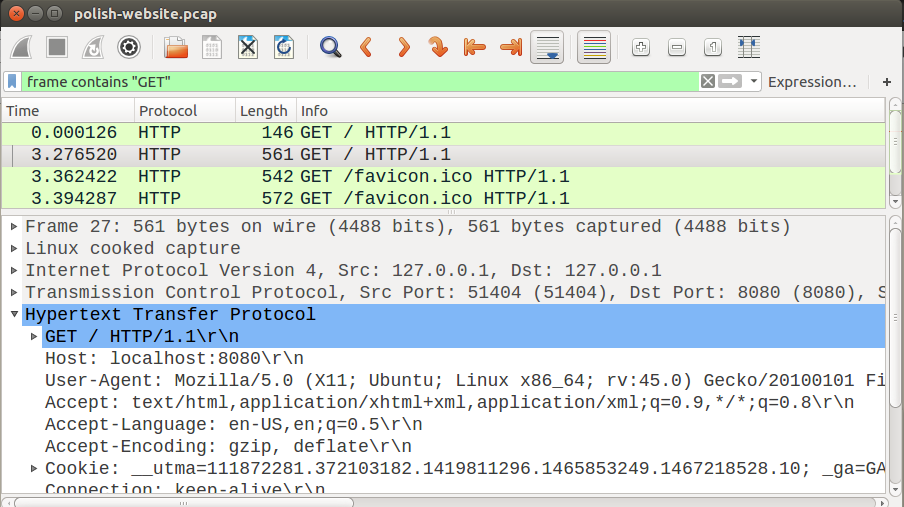 polish-website.pcap
frame contains "GET"
Expression…
+
Time Protocol Length Info
0.000126 HTTP 146 GET / HTTP/1.1
3.276520 HTTP 561 GET / HTTP/1.1
3.362422 HTTP 542 GET /favicon.ico HTTP/1.1
3.394287 HTTP 572 GET /favicon.ico HTTP/1.1
Frame 27: 561 bytes on wire (4488 bits), 561 bytes captured (4488 bits)
Linux cooked capture
Internet Protocol Version 4, Src: 127.0.0.1, Dst: 127.0.0.1
Transmission Control Protocol, Src Port: 51404 (51404), Dst Port: 8080 (8080), S
Hypertext Transfer Protocol
GET / HTTP/1.1\r\n
Host: localhost:8080\r\n
User-Agent: Mozilla/5.0 (X11; Ubuntu; Linux x86_64; rv:45.0) Gecko/20100101 Fi
Accept: text/html,application/xhtml+xml,application/xml;q=0.9,*/*;q=0.8\r\n
Accept-Language: en-US,en;q=0.5\r\n
Accept-Encoding: gzip, deflate\r\n
Cookie: __utma=111872281.372103182.1419811296.1465853249.1467218528.10; _ga=GA
Connection: keep-alive\r\n